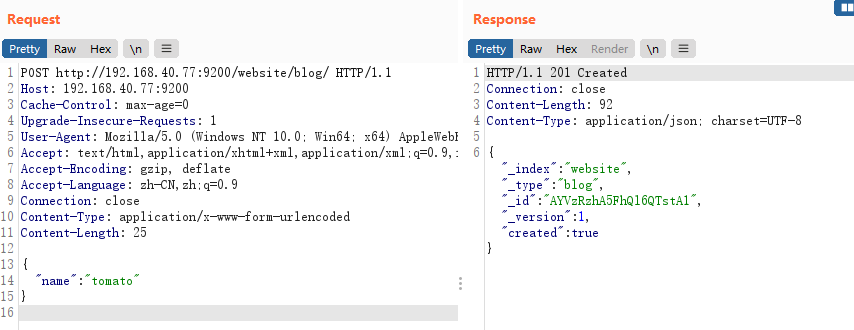 Request
Pretty Raw Hex \n
1 POST http://192.168.40.77:9200/website/blog/ HTTP/1.1
2 Host: 192.168.40.77:9200
3 Cache-Control: max-age=0
4 Upgrade-Insecure-Requests: 1
5 User-Agent: Mozilla/5.0 (Windows NT 10.0; Win64; x64)
6 Accept: text/html,application/xhtml+xml,application/xml;q=0.9,
7 Accept-Encoding: gzip, deflate
8 Accept-Language: zh-CN,zh;q=0.9
9 Connection: close
10 Content-Type: application/x-www-form-urlencoded
11 Content-Length: 25
12
13 {
14 "name":"tomato"
15 }
16
Response
Pretty Raw Hex Render \n
1 HTTP/1.1 201 Created
2 Connection: close
3 Content-Length: 92
4 Content-Type: application/json; charset=UTF-8
5
6 {
"_index":"website",
"_type":"blog",
"_id":"AYVzRzhA5FhQl6QTstAl",
"_version":1,
"created":true
}